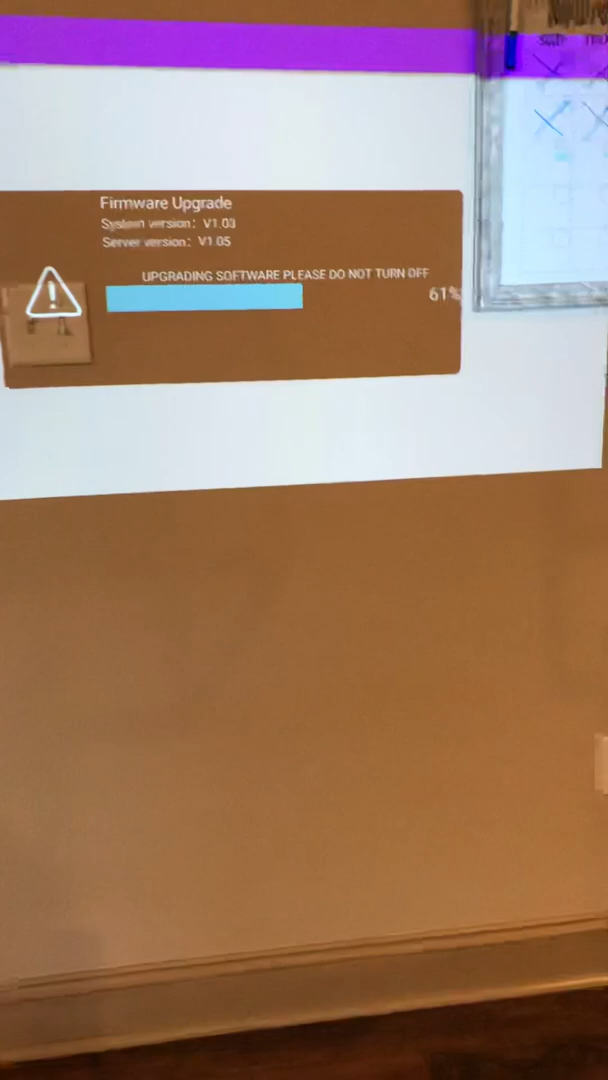 Firmware Upgrade
System version: V1.03
Server version: V1.05
UPGRADING SOFTWARE PLEASE DO NOT TURN OFF
61%